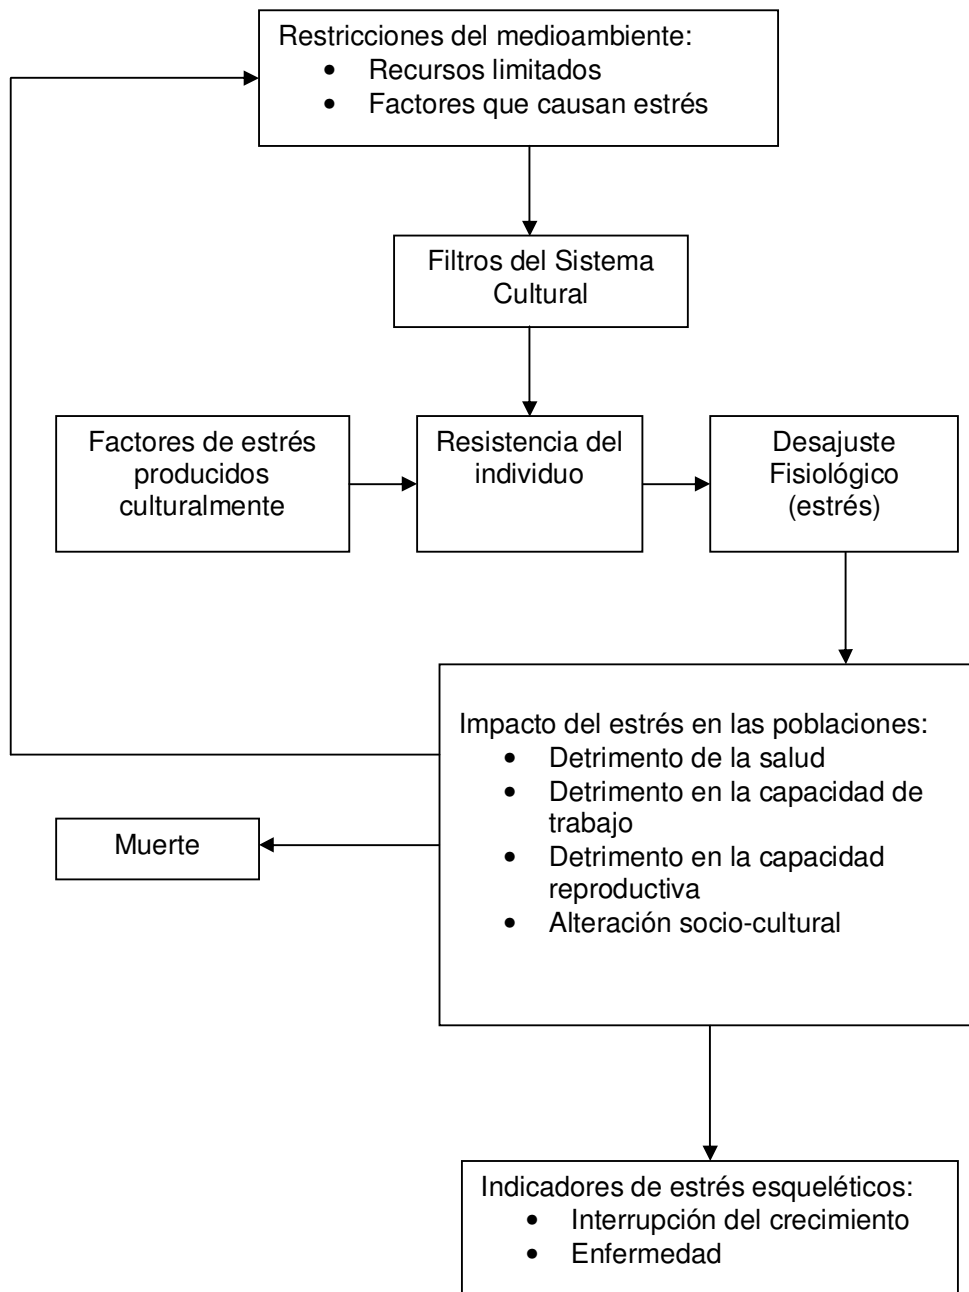 Restricciones del medioambiente:
• Recursos limitados
• Factores que causan estrés
Filtros del Sistema
Cultural
Factores de estrés
producidos
culturalmente
Resistencia del
individuo
Desajuste
Fisiológico
(estrés)
Impacto del estrés en las poblaciones:
• Detrimento de la salud
• Detrimento en la capacidad de
trabajo
• Detrimento en la capacidad
reproductiva
• Alteración socio-cultural
Muerte
Indicadores de estrés esqueléticos:
• Interrupción del crecimiento
• Enfermedad